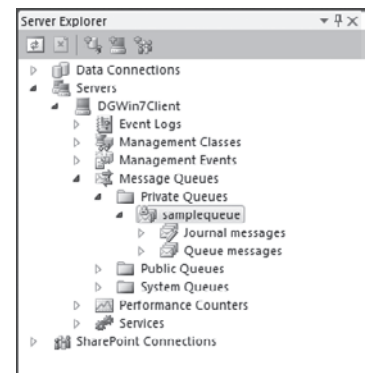 Server Explorer
Data Connections
Servers
DGWin7Client
Event Logs
Management Classes
Management Events
Message Queues
Private Queues
samplequeue
Journal messages
Queue messages
Public Queues
System Queues
Performance Counters
Services
SharePoint Connections